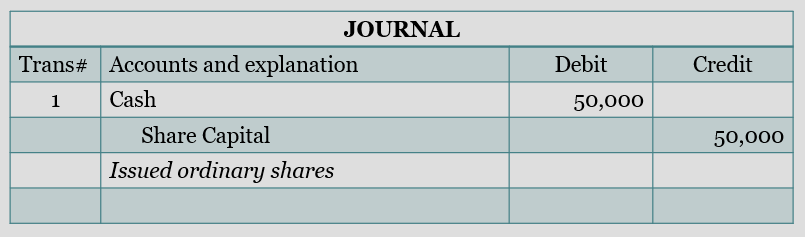 JOURNAL
Trans# Accounts and explanation Debit Credit
1 Cash 50,000
Share Capital 50,000
Issued ordinary shares